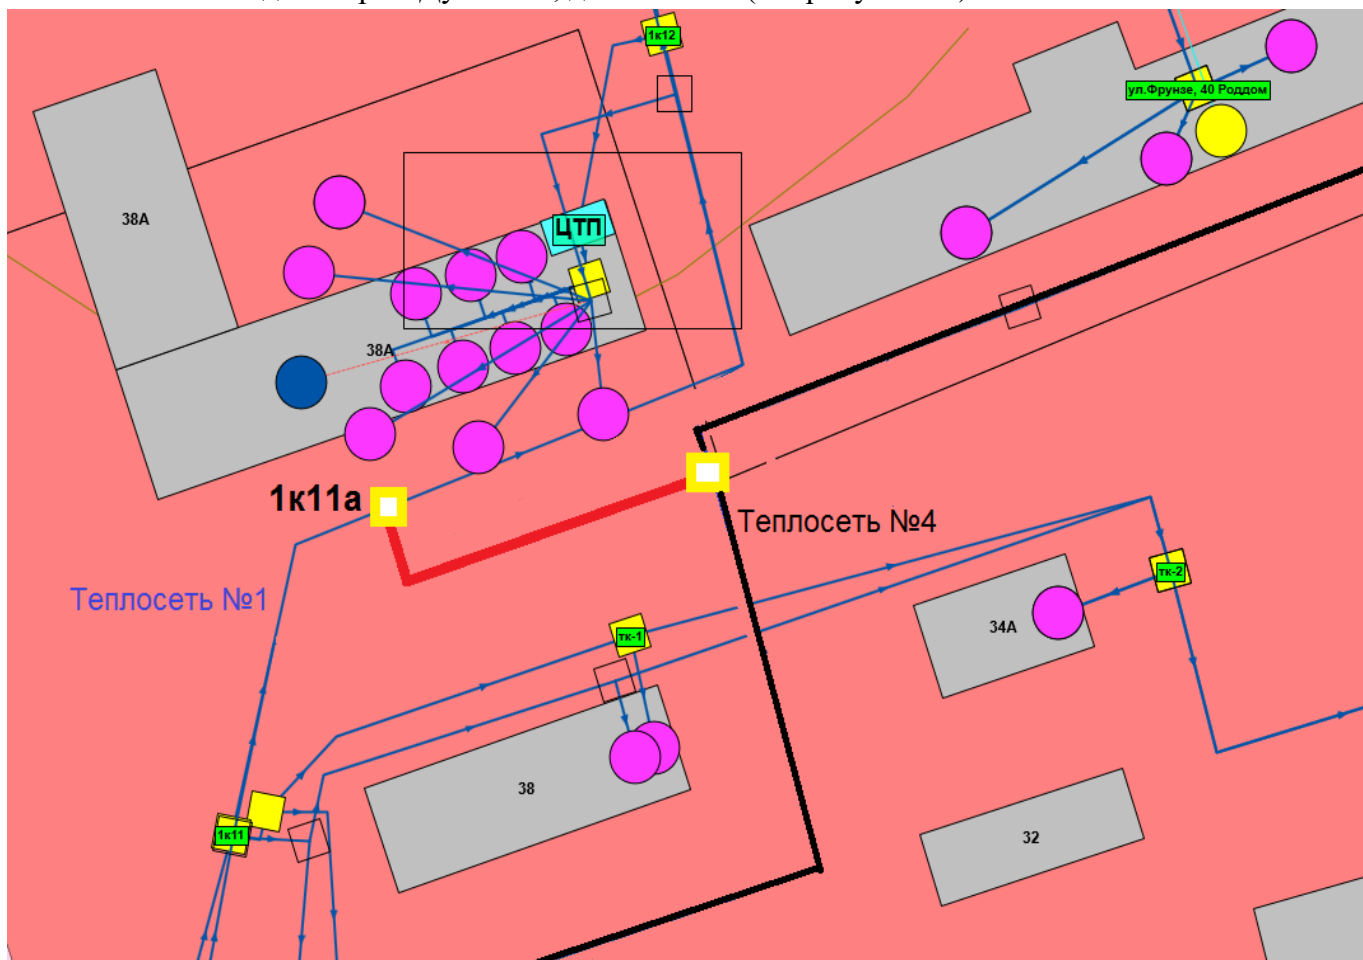 1к12
ул.Фрунзе, 40 Роддом
38А
ЦТП
38А
1к11а
Теплосеть №4
Теплосеть №1
тк-2
34А
тк-1
38
1к11
32